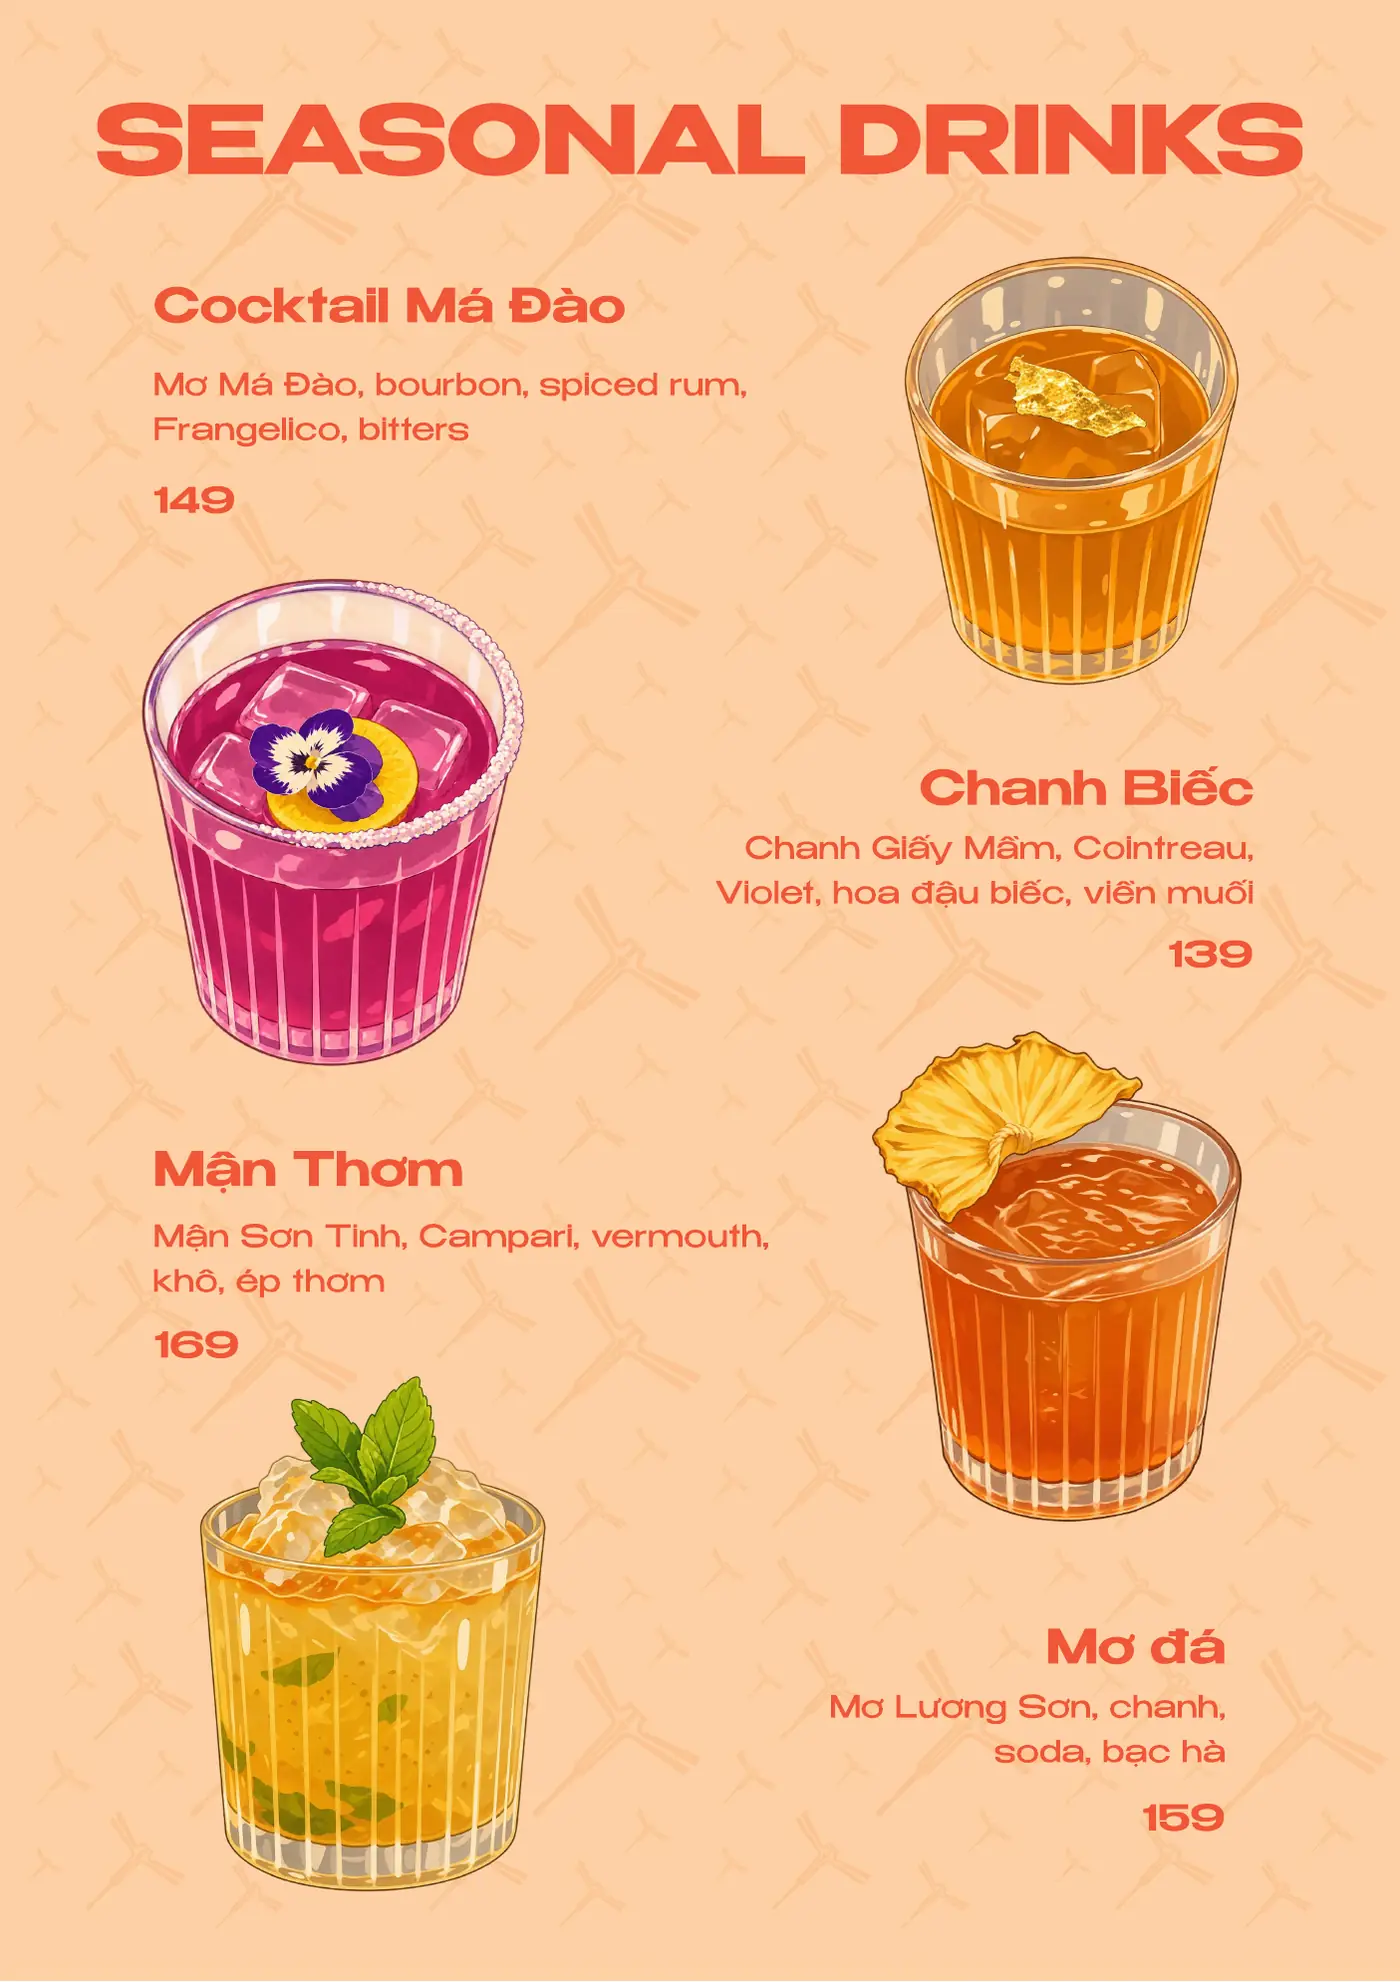 SEASONAL DRINKS
Cocktail Má Đào
Mơ Má Đào, bourbon, spiced rum,
Frangelico, bitters
149
Chanh Biếc
Chanh Giấy Mầm, Cointreau,
Violet, hoa đậu biếc, viền muối
139
Mận Thơm
Mận Sơn Tinh, Campari, vermouth,
khô, ép thơm
169
Mơ đá
Mơ Lương Sơn, chanh,
soda, bạc hà
159